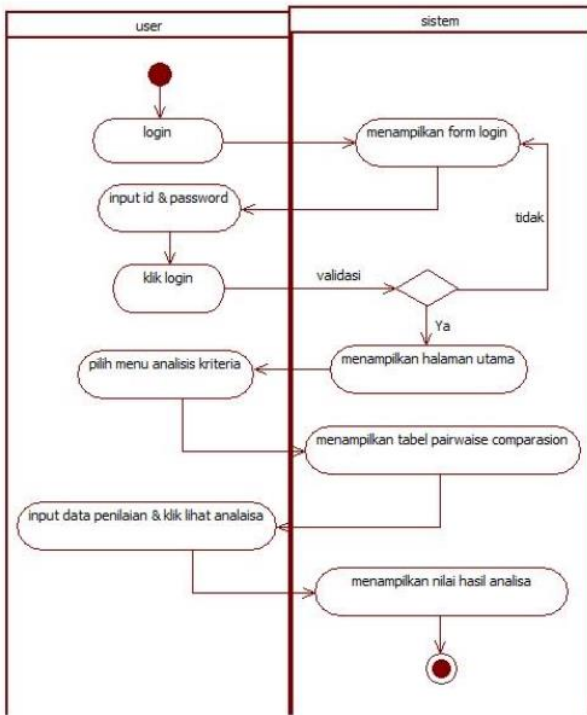 user
sistem
login
menampilkan form login
input id & password
tidak
klik login
validasi
Ya
pilih menu analisis kriteria
menampilkan halaman utama
menampilkan tabel pairwaise comparasion
input data penilaian & klik lihat analaisa
menampilkan nilai hasil analisa